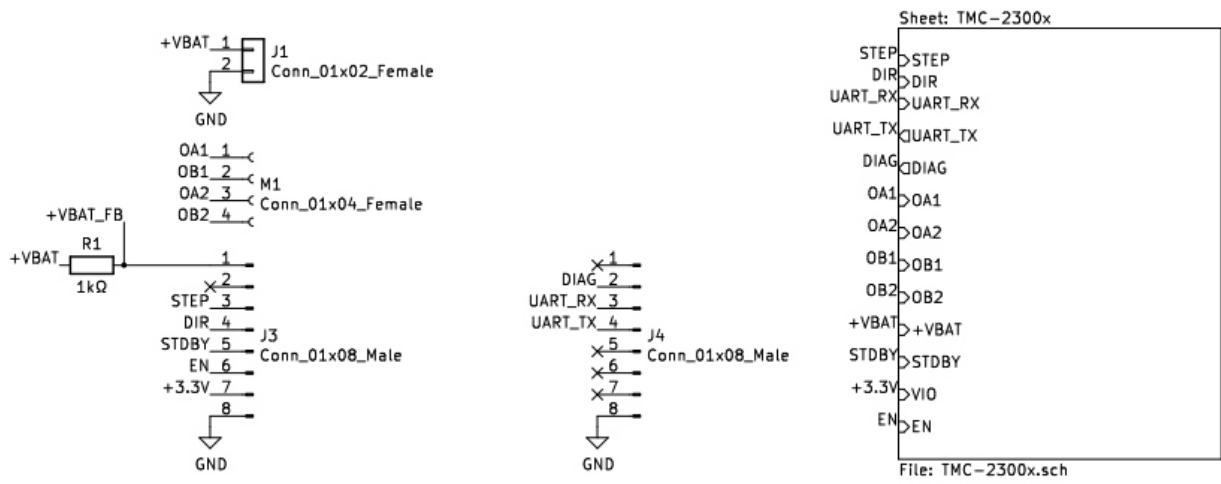 +VBAT 1
2
J1
Conn_01x02_Female
GND
OA1 1
OB1 2
OA2 3
OB2 4
M1
Conn_01x04_Female
+VBAT_FB
+VBAT
R1
1kΩ
1
2
STEP 3
DIR 4
STDBY 5
EN 6
+3.3V 7
8
J3
Conn_01x08_Male
GND
1
DIAG 2
UART_RX 3
UART_TX 4
5
6
7
8
J4
Conn_01x08_Male
GND
Sheet: TMC-2300x
STEP STEP
DIR DIR
UART_RX UART_RX
UART_TX UART_TX
DIAG DIAG
OA1 OA1
OA2 OA2
OB1 OB1
OB2 OB2
+VBAT +VBAT
STDBY STDBY
+3.3V VIO
EN EN
File: TMC-2300x.sch